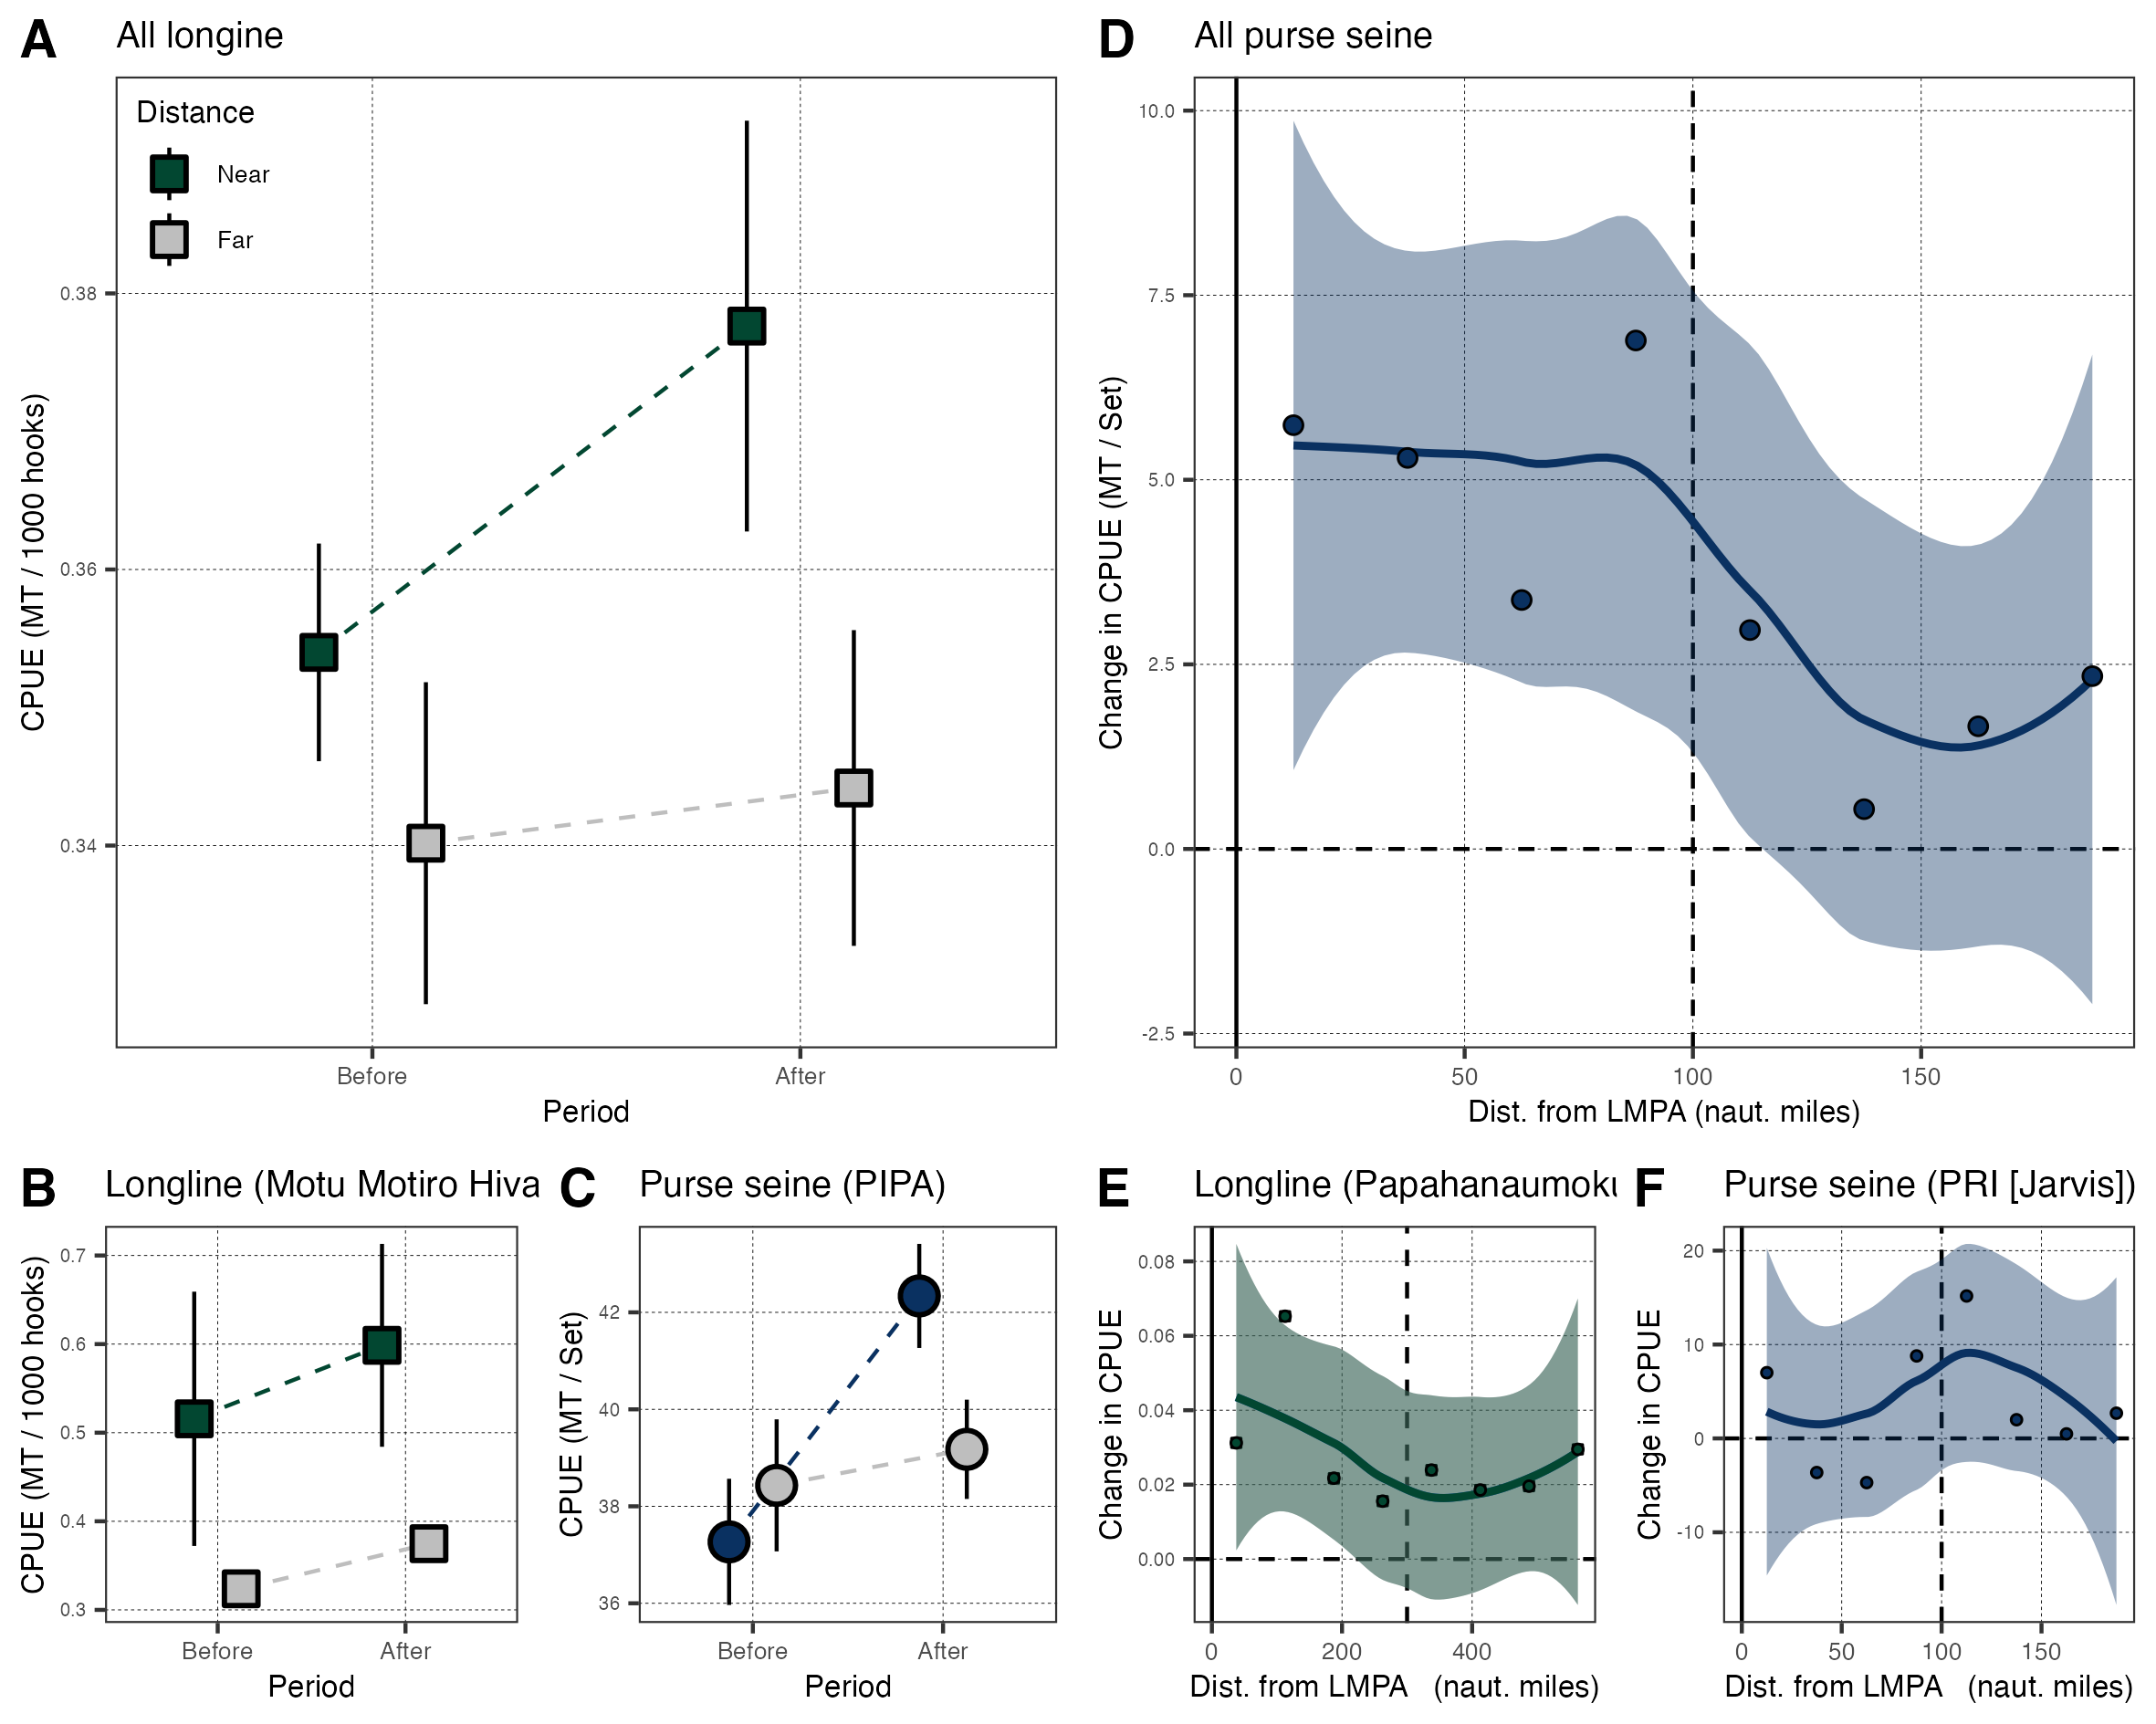 A All longine
Distance
Near
Far
0.38
0.36
0.34
CPUE (MT / 1000 hooks)
Before After
Period
D All purse seine
10.0
7.5
5.0
2.5
0.0
-2.5
Change in CPUE (MT / Set)
0 50 100 150
Dist. from LMPA (naut. miles)
B Longline (Motu Motiro Hiva
0.7
0.6
0.5
0.4
0.3
CPUE (MT / 1000 hooks)
Before After
Period
C Purse seine (PIPA)
42
40
38
36
CPUE (MT / Set)
Before After
Period
E Longline (Papahanaumoku
0.08
0.06
0.04
0.02
0.00
Change in CPUE
0 200 400
Dist. from LMPA (naut. miles)
F Purse seine (PRI [Jarvis])
20
10
0
-10
Change in CPUE
0 50 100 150
Dist. from LMPA (naut. miles)